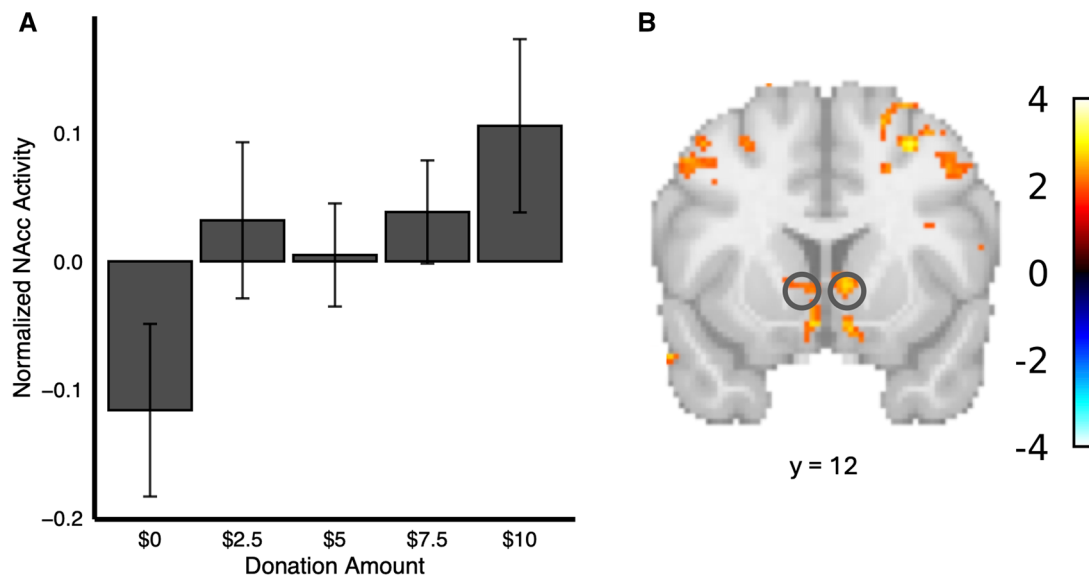 A
Normalized NAcc Activity
0.1
0.0
−0.1
−0.2
$0 $2.5 $5 $7.5 $10
Donation Amount
B
4
2
0
-2
-4
y = 12